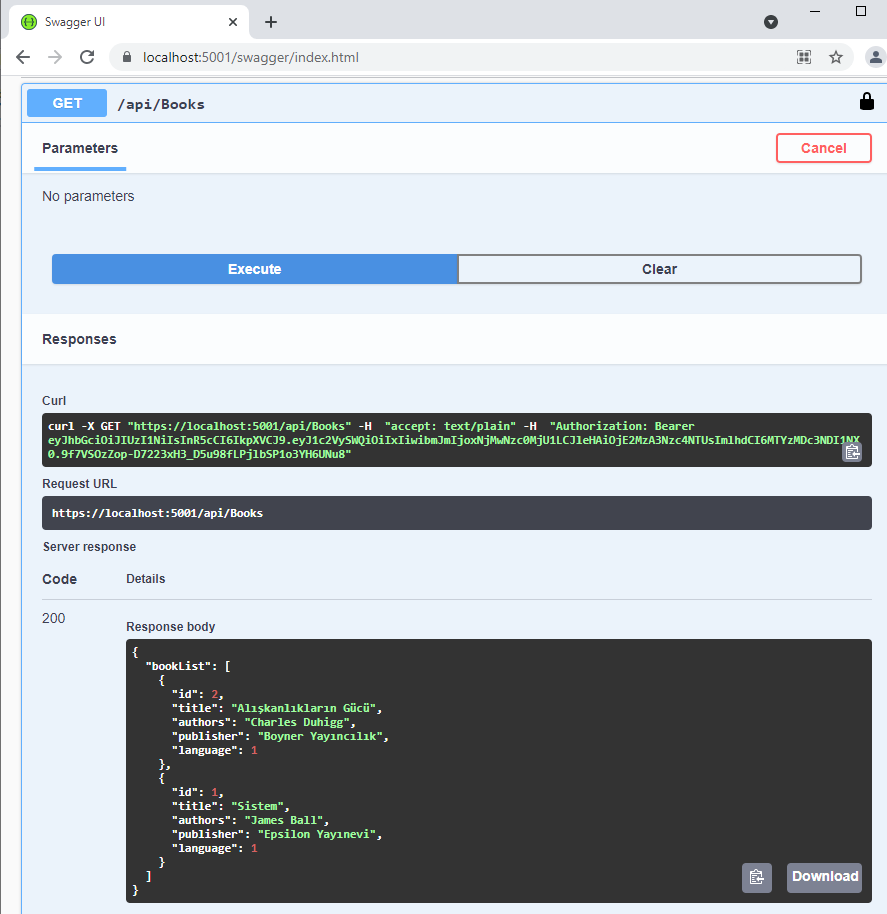 Swagger UI
localhost:5001/swagger/index.html
GET /api/Books
Parameters Cancel
No parameters
Execute Clear
Responses
Curl
curl -X GET "https://localhost:5001/api/Books" -H  "accept: text/plain" -H  "Authorization: Bearer
eyJhbGciOiJIUzI1NiIsInR5cCI6IkpXVCJ9.eyJ1c2VySWQiOiIxIiwibmJmIjoxNjMwNzc0MjU1LCJleHAiOjE2MzA3Nzc4NTUsImlhdCI6MTYzMDc3NDI1NX
0.9f7VSOzZop-D7223xH3_D5u98fLPjlbSP1o3YH6UNu8"
Request URL
https://localhost:5001/api/Books
Server response
Code Details
200
Response body
{
  "bookList": [
    {
      "id": 2,
      "title": "Alışkanlıkların Gücü",
      "authors": "Charles Duhigg",
      "publisher": "Boyner Yayıncılık",
      "language": 1
    },
    {
      "id": 1,
      "title": "Sistem",
      "authors": "James Ball",
      "publisher": "Epsilon Yayınevi",
      "language": 1
    }
  ]
}
Download